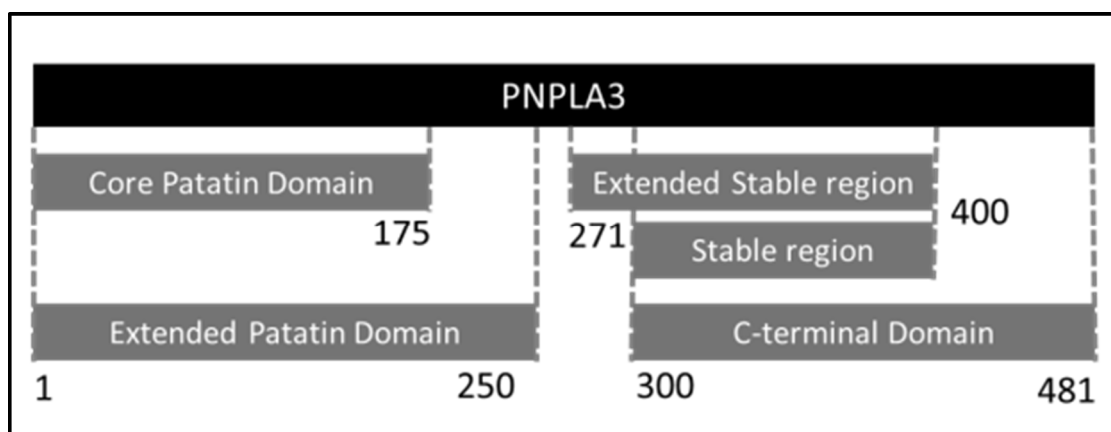 PNPLA3
Core Patatin Domain
Extended Stable region
175
271
400
Stable region
Extended Patatin Domain
C-terminal Domain
1
250
300
481